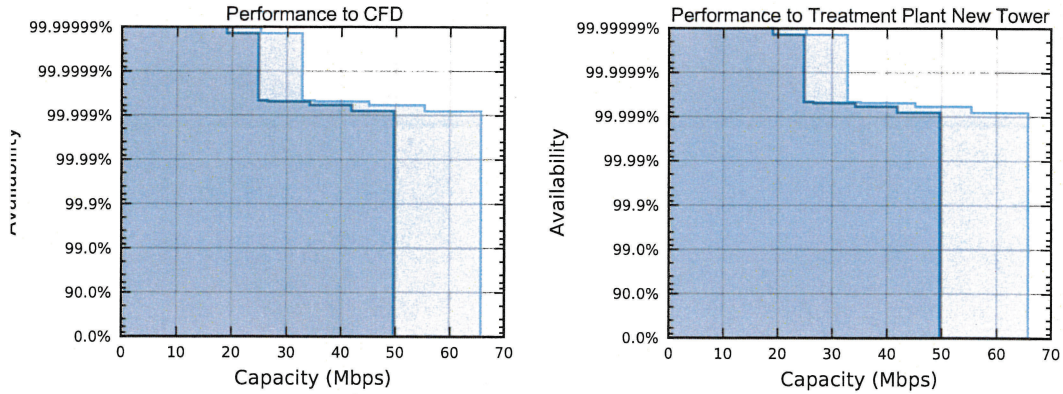 Performance to CFD
99.99999%
99.9999%
99.999%
99.99%
99.9%
99.0%
90.0%
0.0%
0 10 20 30 40 50 60 70
Capacity (Mbps)
Performance to Treatment Plant New Tower
Availability
99.99999%
99.9999%
99.999%
99.99%
99.9%
99.0%
90.0%
0.0%
0 10 20 30 40 50 60 70
Capacity (Mbps)